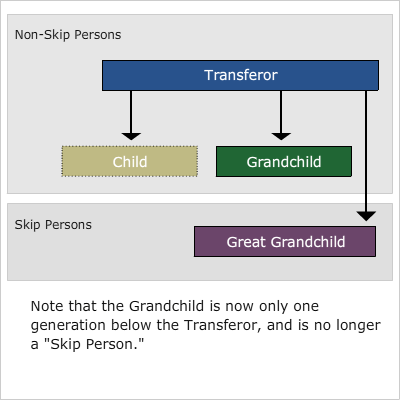 Non-Skip Persons
Transferor
Child
Grandchild
Skip Persons
Great Grandchild
Note that the Grandchild is now only one
generation below the Transferor, and is no longer
a "Skip Person."